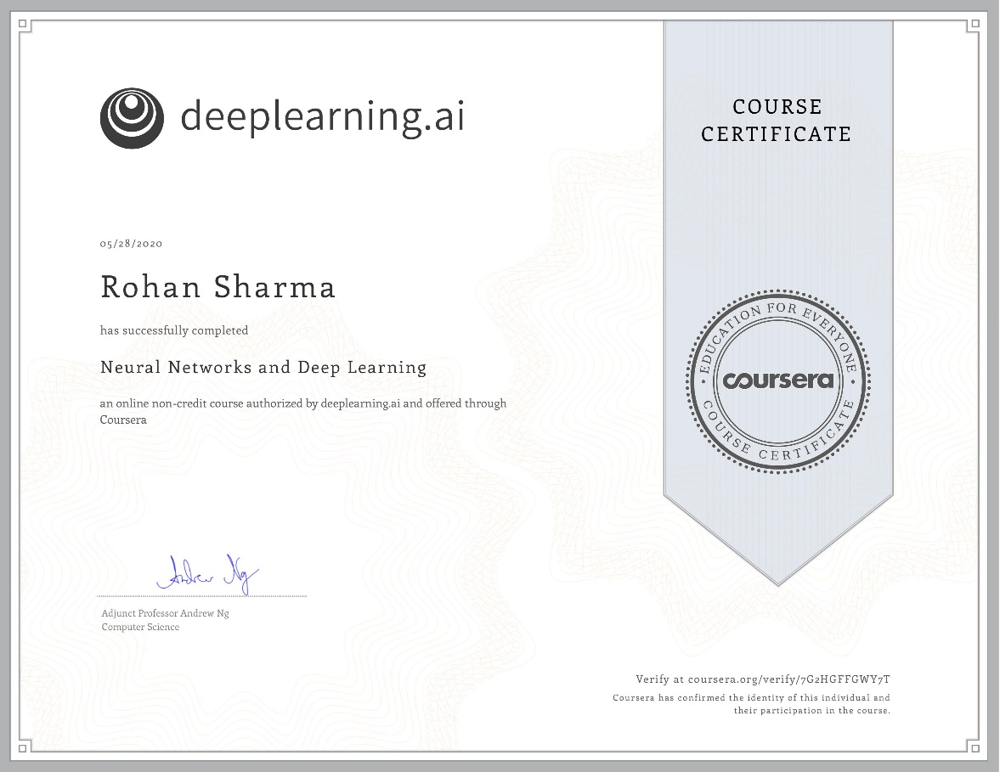 deeplearning.ai
COURSE
CERTIFICATE
05/28/2020
Rohan Sharma
has successfully completed
Neural Networks and Deep Learning
an online non-credit course authorized by deeplearning.ai and offered through
Coursera
EDUCATION FOR EVERYONE
coursera
COURSE CERTIFICATE
Andrew Ng
Adjunct Professor Andrew Ng
Computer Science
Verify at coursera.org/verify/7G2HGFFGWY7T
Coursera has confirmed the identity of this individual and
their participation in the course.